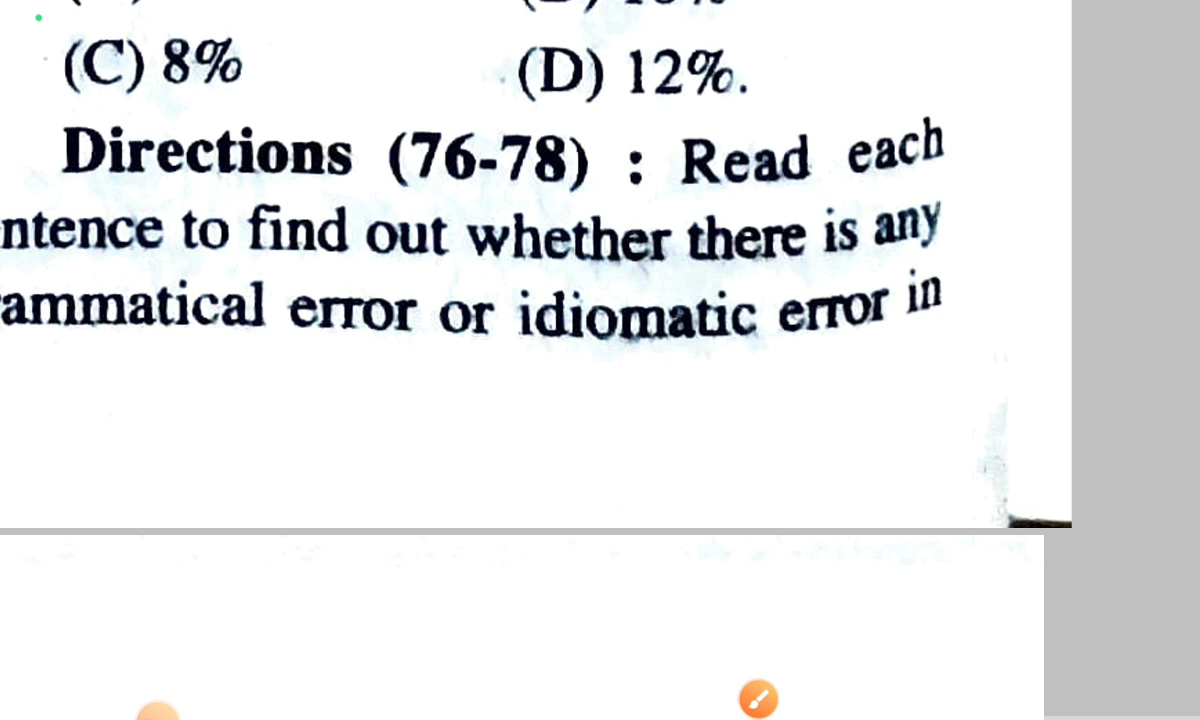 (C) 8% (D) 12%.
Directions (76-78) : Read each
ntence to find out whether there is any
ammatical error or idiomatic error in